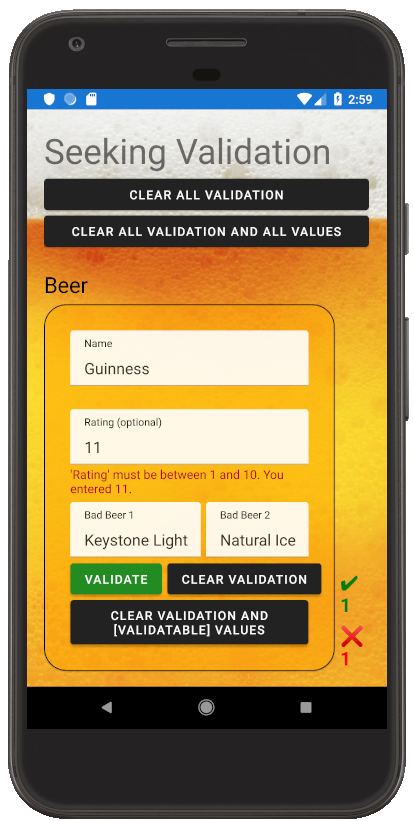 2:59
Seeking Validation
CLEAR ALL VALIDATION
CLEAR ALL VALIDATION AND ALL VALUES
Beer
Name
Guinness
Rating (optional)
11
'Rating' must be between 1 and 10. You
entered 11.
Bad Beer 1
Keystone Light
Bad Beer 2
Natural Ice
VALIDATE
CLEAR VALIDATION
CLEAR VALIDATION AND
[VALIDATABLE] VALUES
✔
1
❌
1